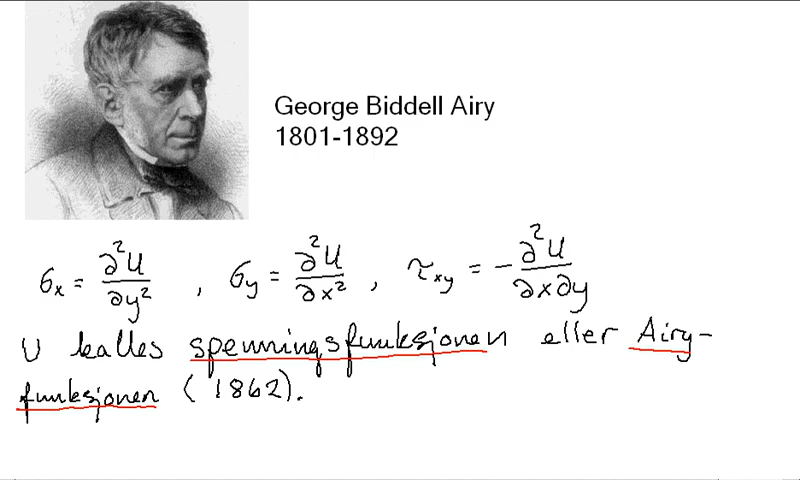 George Biddell Airy
1801-1892
σx = ∂²U/∂y² , σy = ∂²U/∂x² , τxy = -∂²U/∂x∂y
U kalles spenningsfunksjonen eller Airy-
funksjonen (1862).